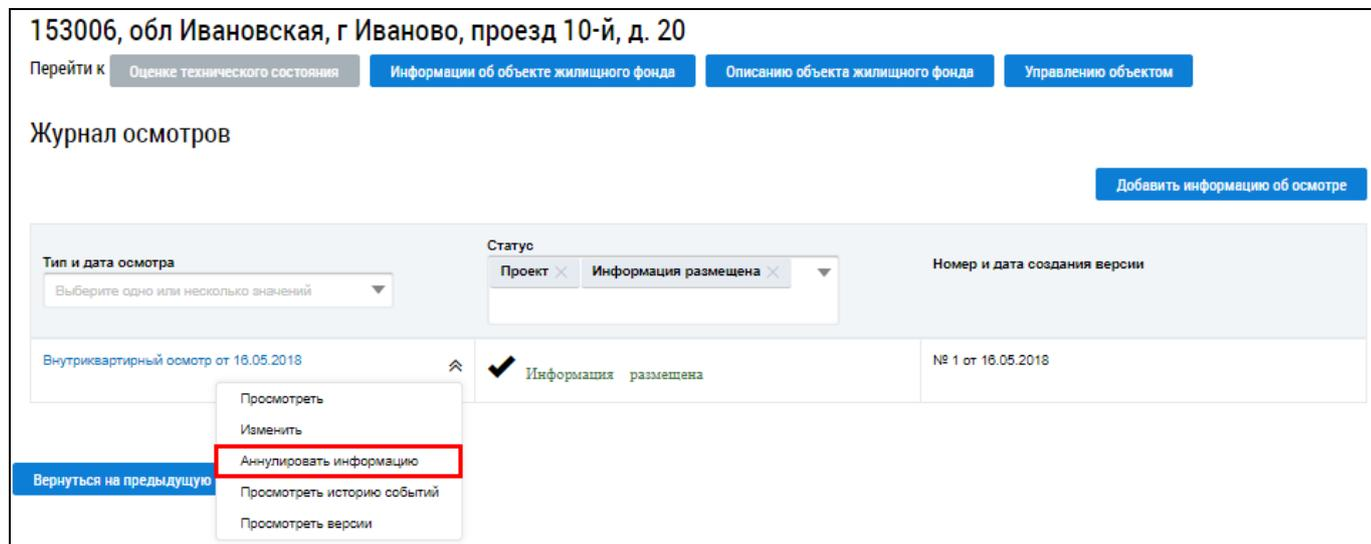 153006, обл Ивановская, г Иваново, проезд 10-й, д. 20
Перейти к Оценке технического состояния Информации об объекте жилищного фонда Описанию объекта жилищного фонда Управлению объектом
Журнал осмотров
Добавить информацию об осмотре
Тип и дата осмотра
Выберите одно или несколько значений
Статус
Проект Информация размещена
Номер и дата создания версии
Внутриквартирный осмотр от 16.05.2018
Информация размещена
№ 1 от 16.05.2018
Просмотреть
Изменить
Аннулировать информацию
Просмотреть историю событий
Просмотреть версии
Вернуться на предыдущую